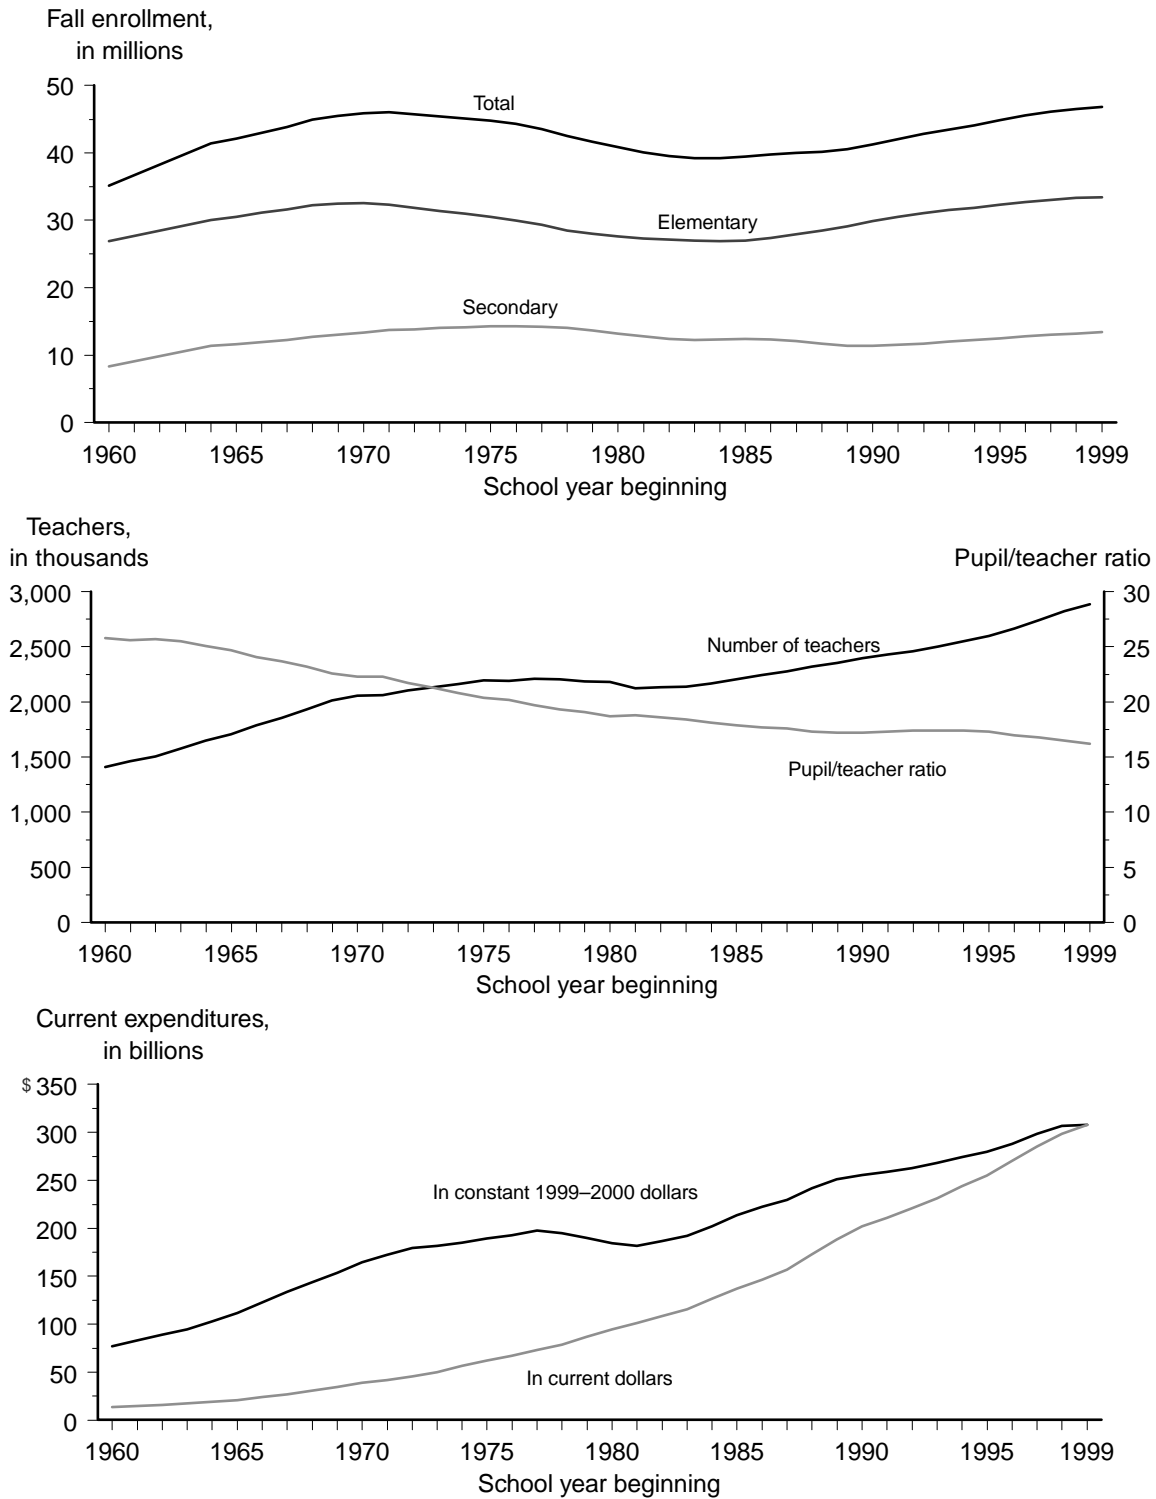 Fall enrollment,
in millions
50
Total
40
30
Elementary
20
Secondary
10
0
1960 1965 1970 1975 1980 1985 1990 1995 1999
School year beginning
Teachers,
in thousands
Pupil/teacher ratio
3,000 30
Number of teachers
2,500 25
2,000 20
1,500 15
Pupil/teacher ratio
1,000 10
500 5
0 0
1960 1965 1970 1975 1980 1985 1990 1995 1999
School year beginning
Current expenditures,
in billions
$ 350
300
250
In constant 1999–2000 dollars
200
150
100
50
In current dollars
0
1960 1965 1970 1975 1980 1985 1990 1995 1999
School year beginning